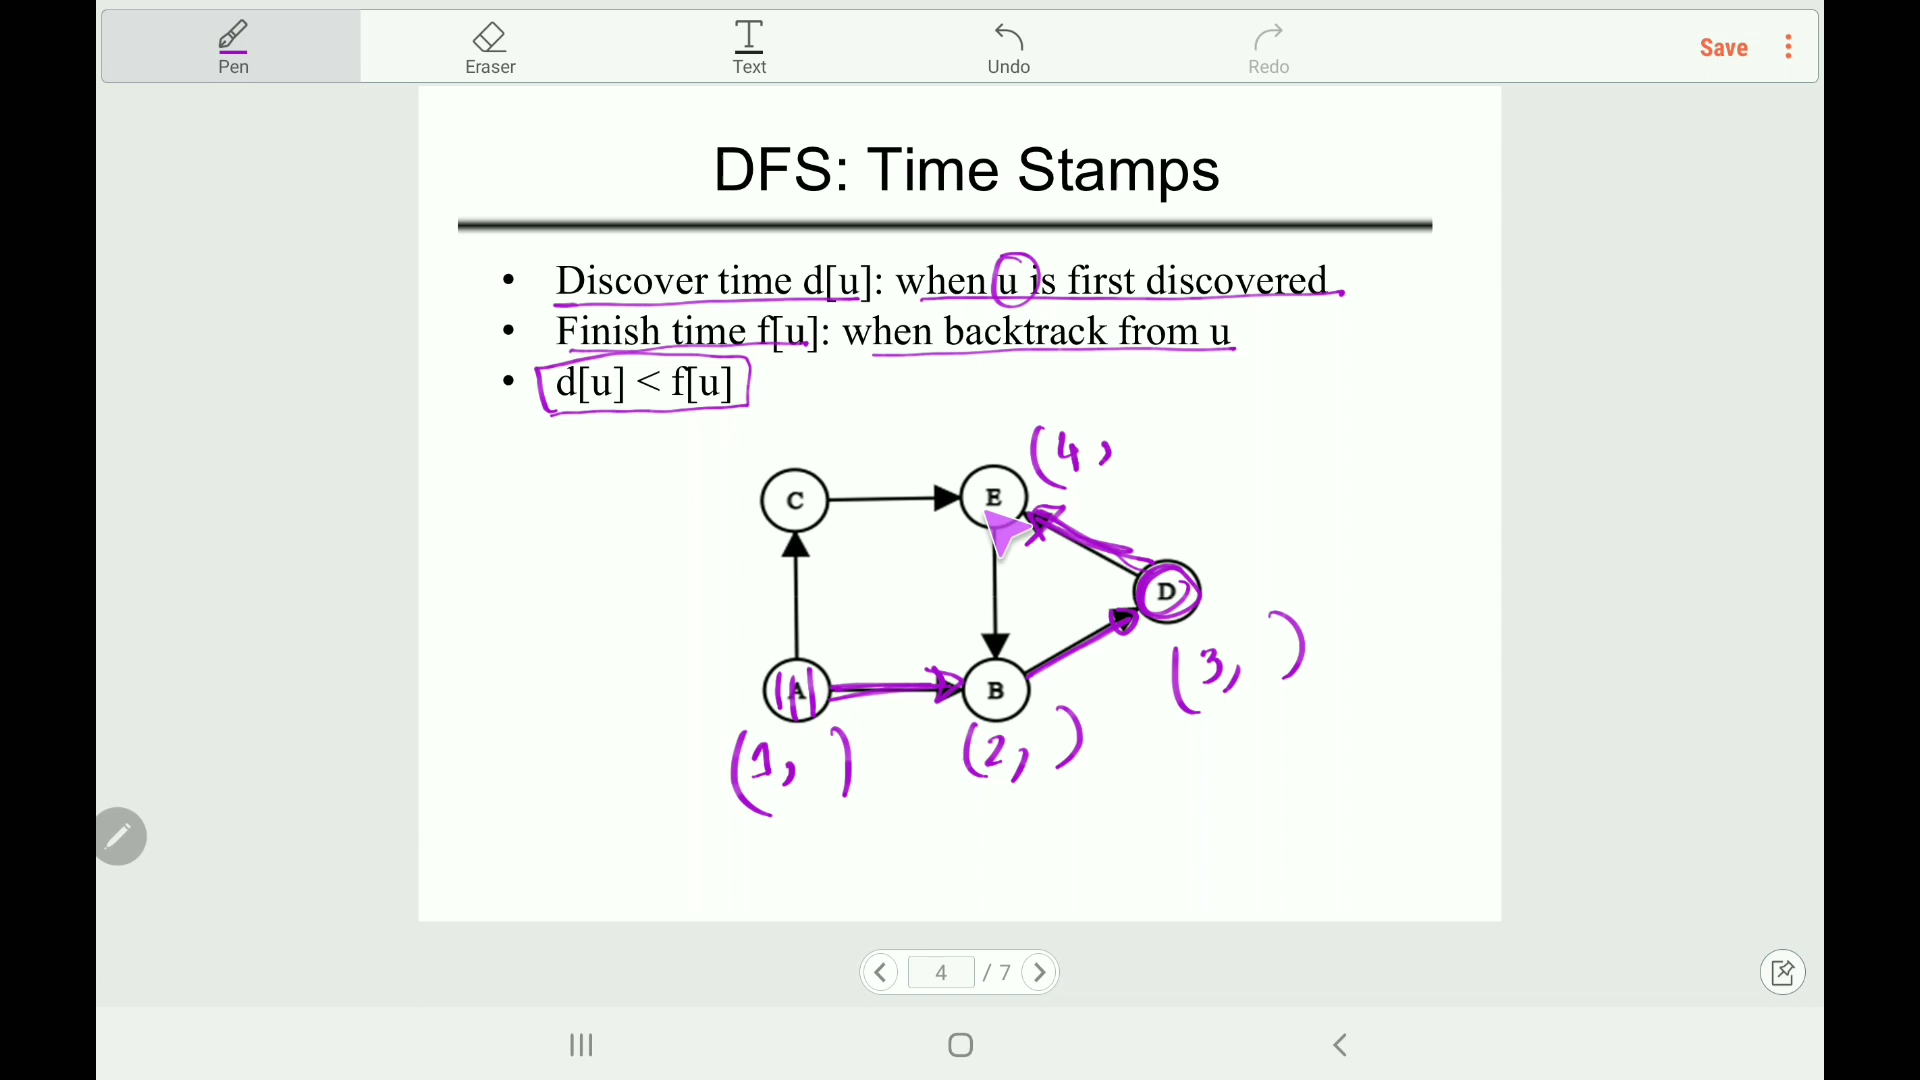 Pen Eraser Text Undo Redo Save
DFS: Time Stamps
• Discover time d[u]: when u is first discovered
• Finish time f[u]: when backtrack from u
• d[u] < f[u]
(4,
C E
D
(3, )
A B
(1, ) (2, )
4 / 7